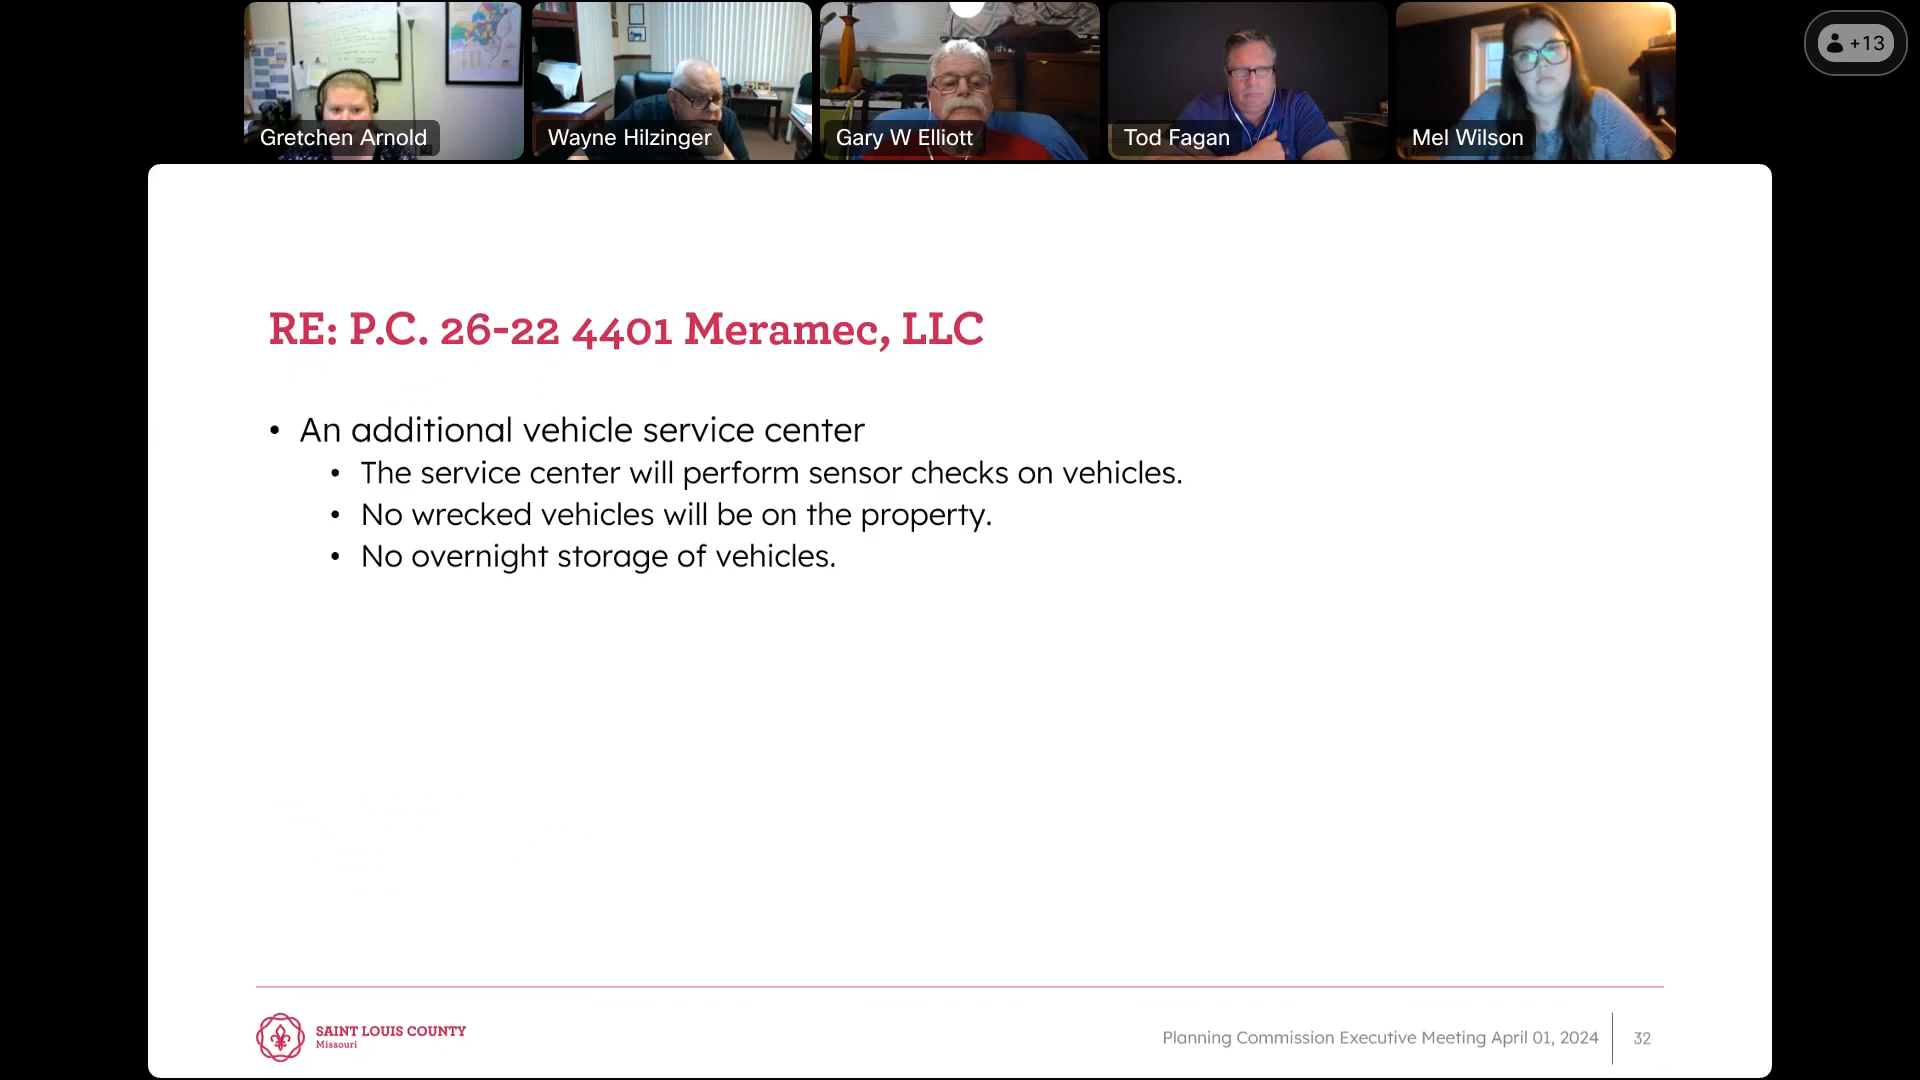 Gretchen Arnold
Wayne Hilzinger
Gary W Elliott
Tod Fagan
Mel Wilson
+13
RE: P.C. 26-22 4401 Meramec, LLC
• An additional vehicle service center
• The service center will perform sensor checks on vehicles.
• No wrecked vehicles will be on the property.
• No overnight storage of vehicles.
SAINT LOUIS COUNTY
Missouri
Planning Commission Executive Meeting April 01, 2024
32